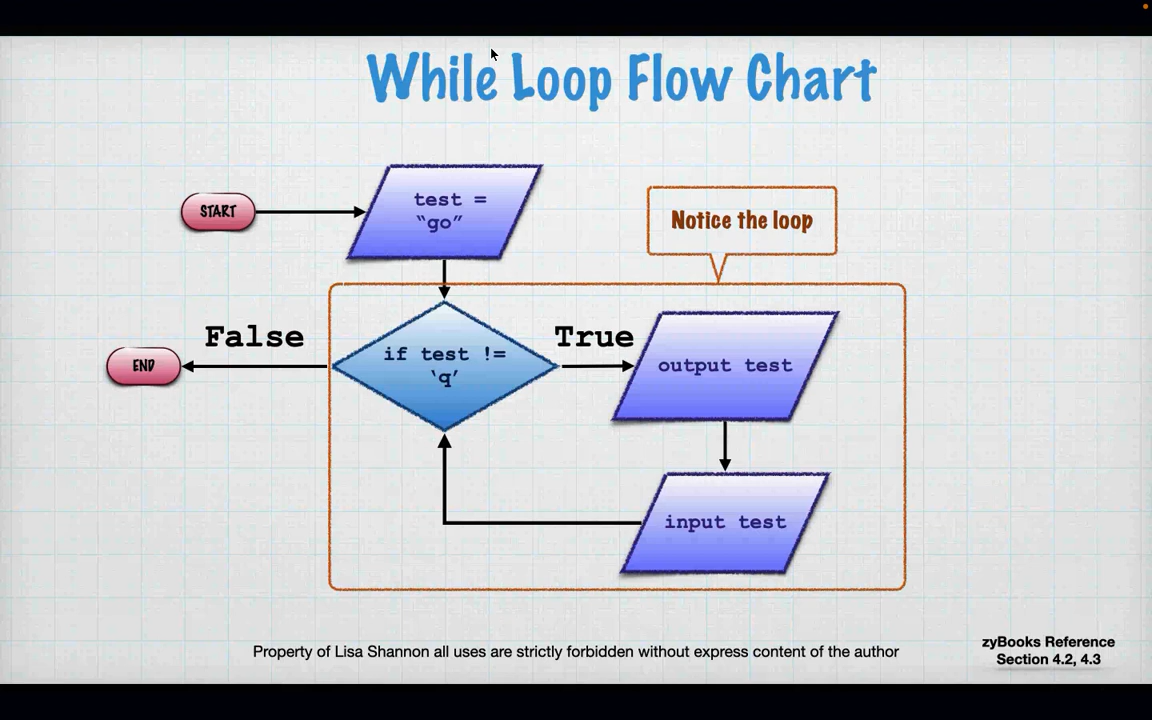 While Loop Flow Chart
START
test =
“go”
Notice the loop
False
True
END
if test !=
‘q’
output test
input test
Property of Lisa Shannon all uses are strictly forbidden without express content of the author
zyBooks Reference
Section 4.2, 4.3